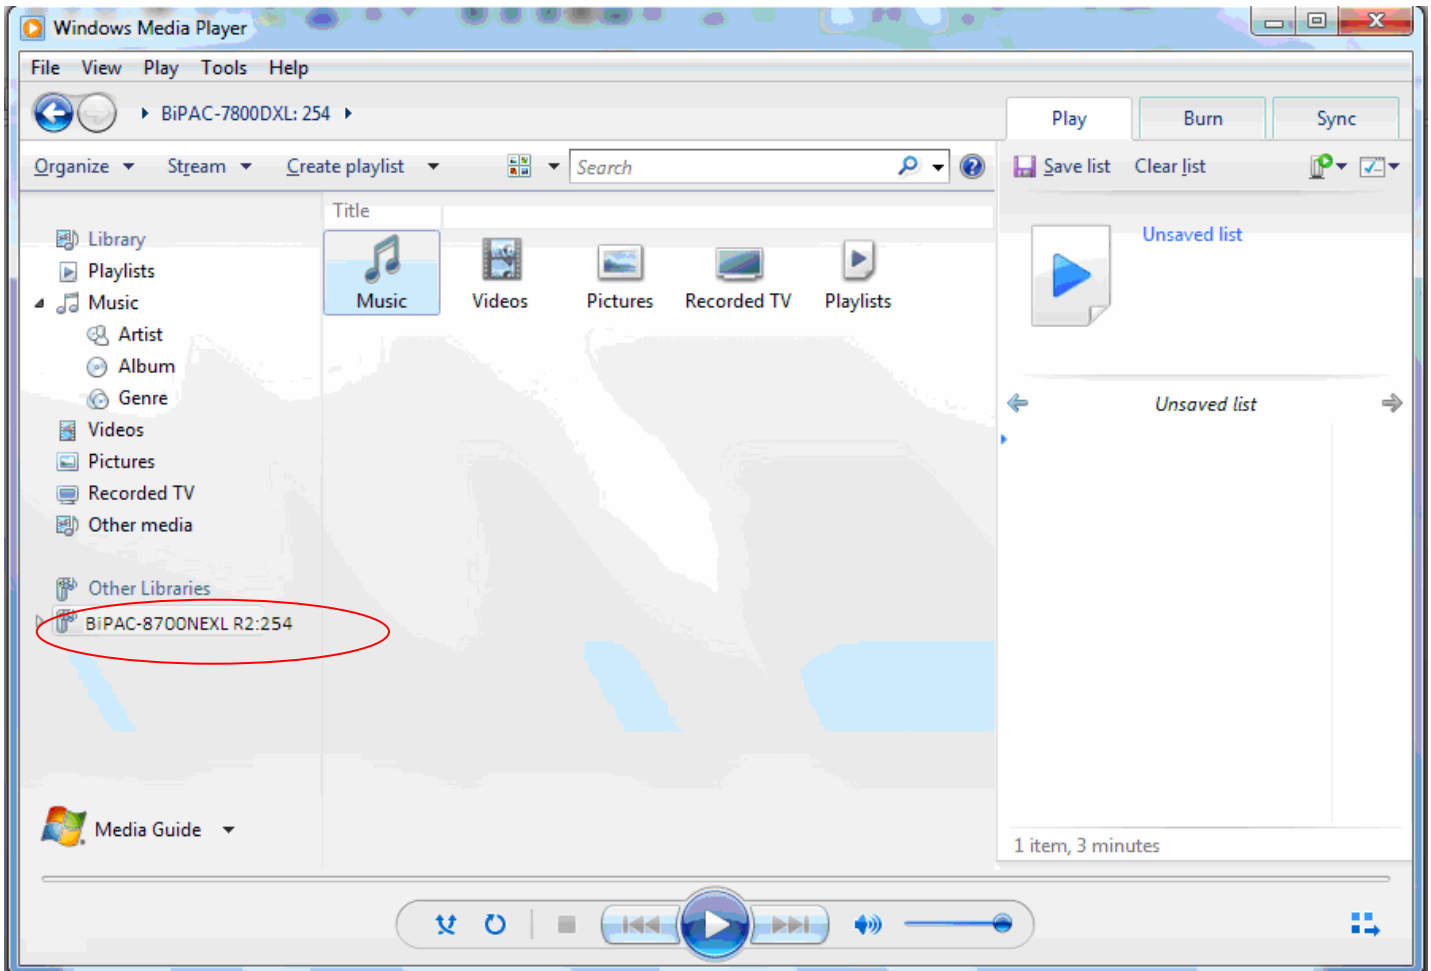 Windows Media Player
File View Play Tools Help
BiPAC-7800DXL: 254
Play Burn Sync
Organize Stream Create playlist Search
Save list Clear list
Title
Unsaved list
Library
Playlists
Music
Artist
Album
Genre
Videos
Pictures
Recorded TV
Other media
Other Libraries
BiPAC-8700NEXL R2:254
Music Videos Pictures Recorded TV Playlists
Unsaved list
Media Guide
1 item, 3 minutes